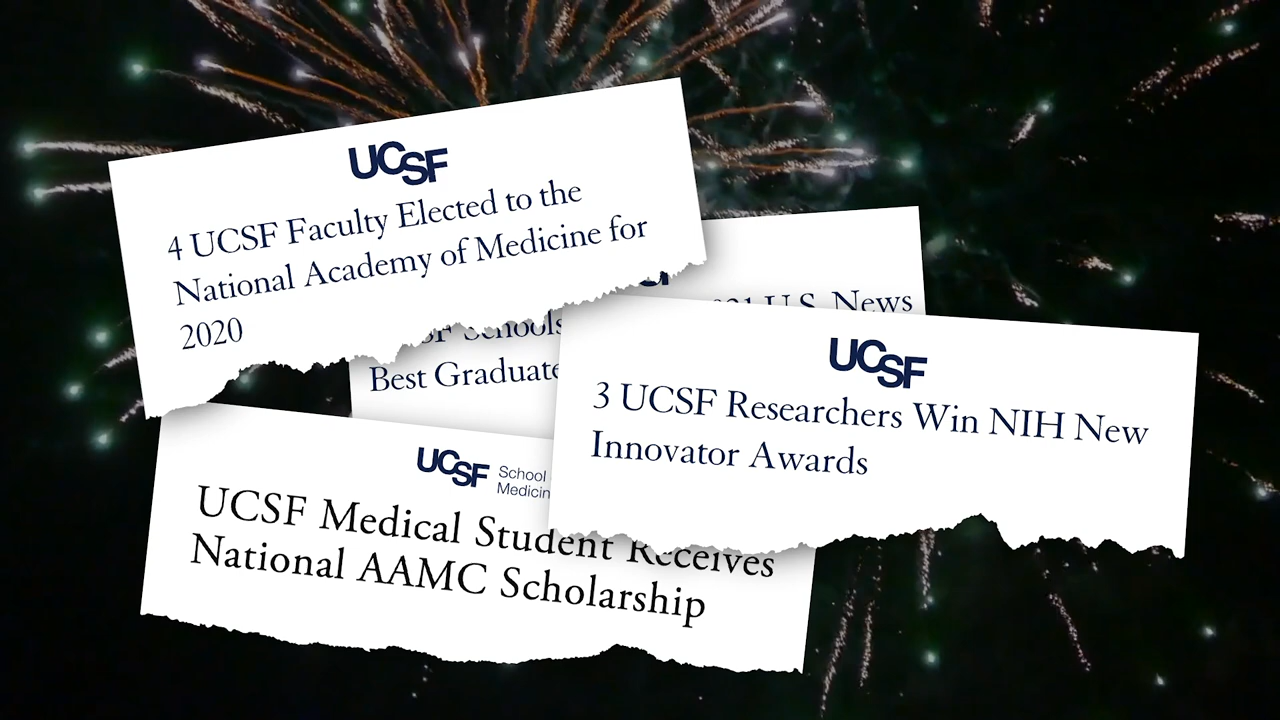 UCSF
4 UCSF Faculty Elected to the
National Academy of Medicine for
2020
U.S. News
Schools
Best Graduate
UCSF
3 UCSF Researchers Win NIH New
Innovator Awards
UCSF School
UCSF Medical Student Receives
National AAMC Scholarship